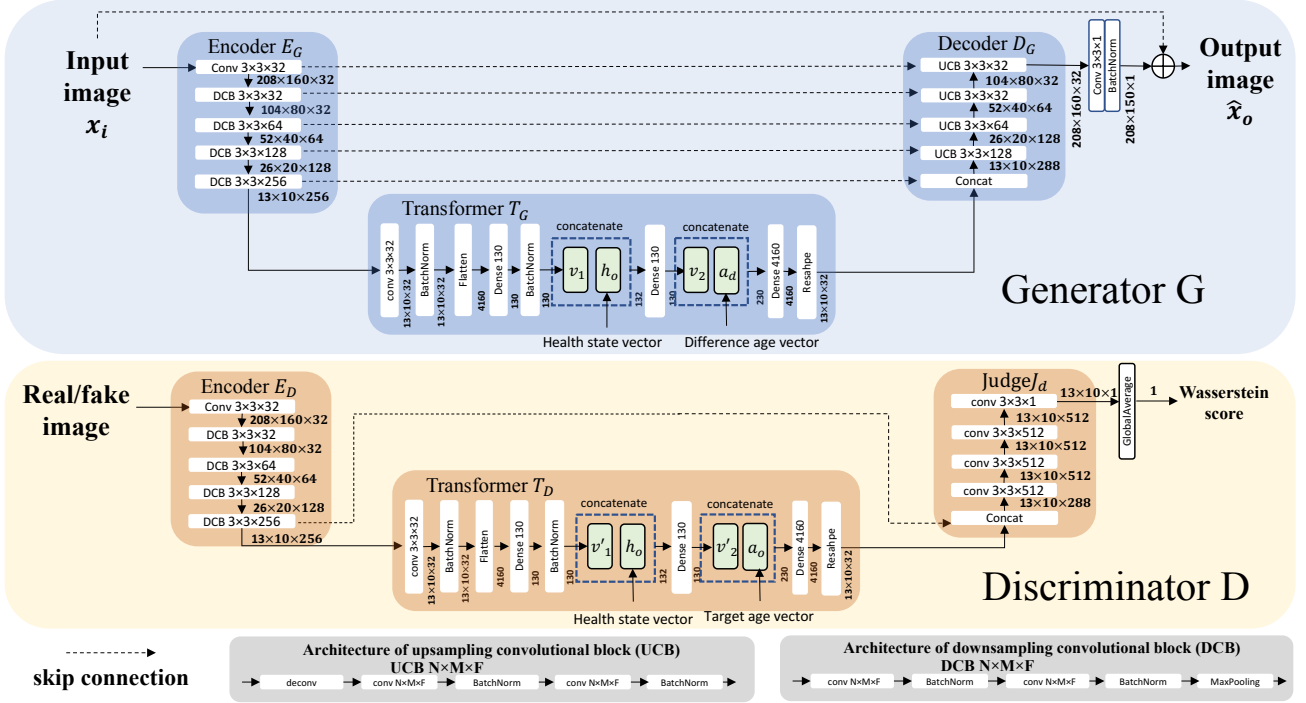 Input
image
x_i
Encoder E_G
Conv 3×3×32
208×160×32
DCB 3×3×32
104×80×32
DCB 3×3×64
52×40×64
DCB 3×3×128
26×20×128
DCB 3×3×256
13×10×256
Transformer T_G
conv 3×3×32
13×10×32
BatchNorm
13×10×32
Flatten
4160
Dense 130
130
BatchNorm
130
concatenate
v_1
h_o
132
Dense 130
130
concatenate
v_2
a_d
230
Dense 4160
4160
Resahpe
13×10×32
Health state vector
Difference age vector
Decoder D_G
UCB 3×3×32
104×80×32
UCB 3×3×32
52×40×64
UCB 3×3×64
26×20×128
UCB 3×3×128
13×10×288
Concat
208×160×32
Conv 3×3×1
BatchNorm
208×150×1
Output
image
x̂_o
Generator G
Real/fake
image
Encoder E_D
Conv 3×3×32
208×160×32
DCB 3×3×32
104×80×32
DCB 3×3×64
52×40×64
DCB 3×3×128
26×20×128
DCB 3×3×256
13×10×256
Transformer T_D
conv 3×3×32
13×10×32
BatchNorm
13×10×32
Flatten
4160
Dense 130
130
BatchNorm
130
concatenate
v'_1
h_o
132
Dense 130
130
concatenate
v'_2
a_o
230
Dense 4160
4160
Resahpe
13×10×32
Health state vector
Target age vector
JudgeJ_d
conv 3×3×1
13×10×512
conv 3×3×512
13×10×512
conv 3×3×512
13×10×512
conv 3×3×512
13×10×288
Concat
13×10×1
GlobalAverage
1
Wasserstein
score
Discriminator D
skip connection
Architecture of upsampling convolutional block (UCB)
UCB N×M×F
deconv
conv N×M×F
BatchNorm
conv N×M×F
BatchNorm
Architecture of downsampling convolutional block (DCB)
DCB N×M×F
conv N×M×F
BatchNorm
conv N×M×F
BatchNorm
MaxPooling